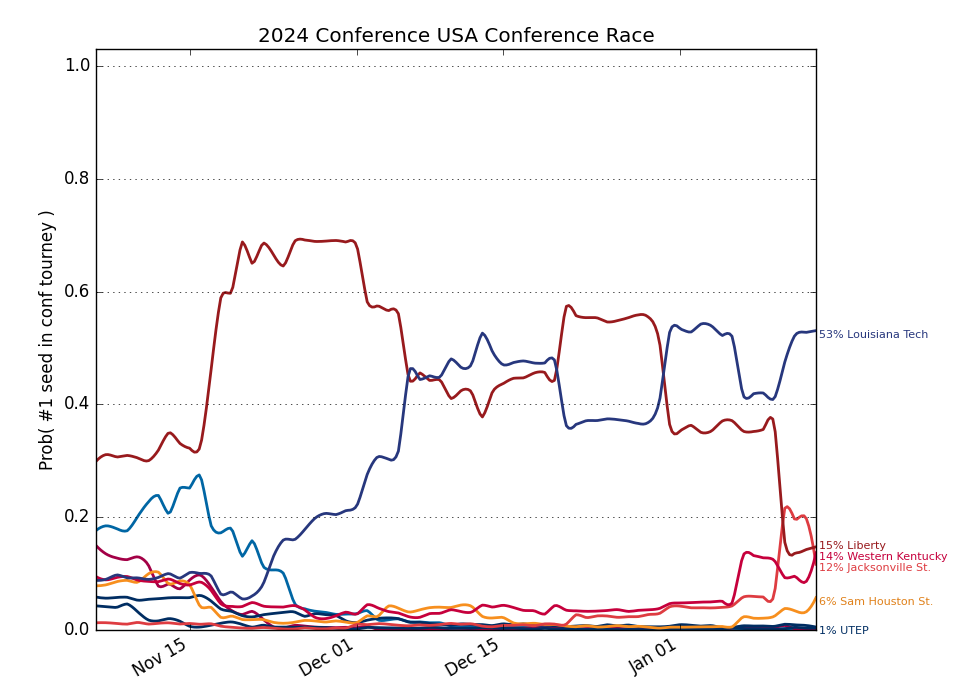 2024 Conference USA Conference Race
Prob( #1 seed in conf tourney )
1.0
0.8
0.6
0.4
0.2
0.0
Nov 15
Dec 01
Dec 15
Jan 01
53% Louisiana Tech
15% Liberty
14% Western Kentucky
12% Jacksonville St.
6% Sam Houston St.
1% UTEP